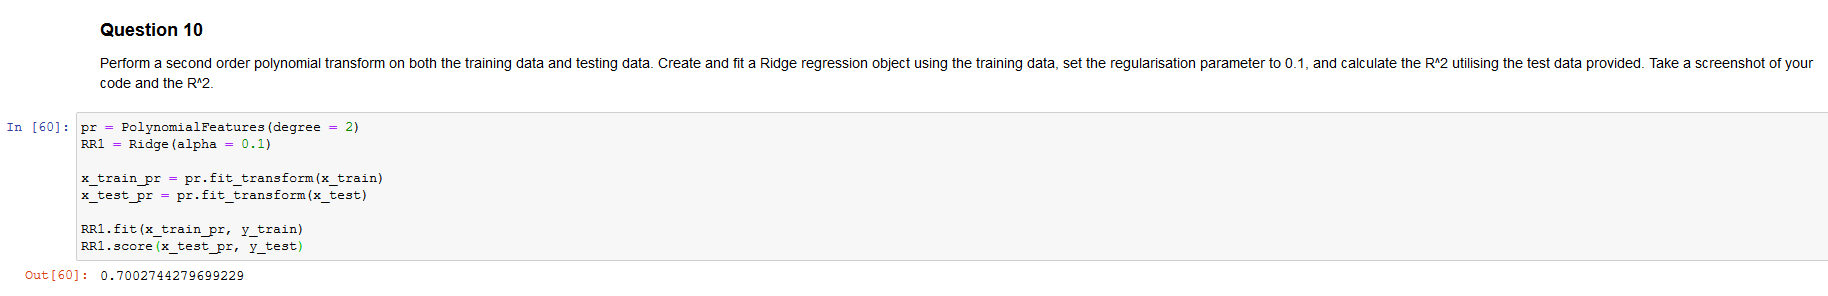 Question 10
Perform a second order polynomial transform on both the training data and testing data. Create and fit a Ridge regression object using the training data, set the regularisation parameter to 0.1, and calculate the R^2 utilising the test data provided. Take a screenshot of your
code and the R^2.
In [60]: pr = PolynomialFeatures(degree = 2)
RR1 = Ridge(alpha = 0.1)
x_train_pr = pr.fit_transform(x_train)
x_test_pr = pr.fit_transform(x_test)
RR1.fit(x_train_pr, y_train)
RR1.score(x_test_pr, y_test)
Out[60]: 0.7002744279699229